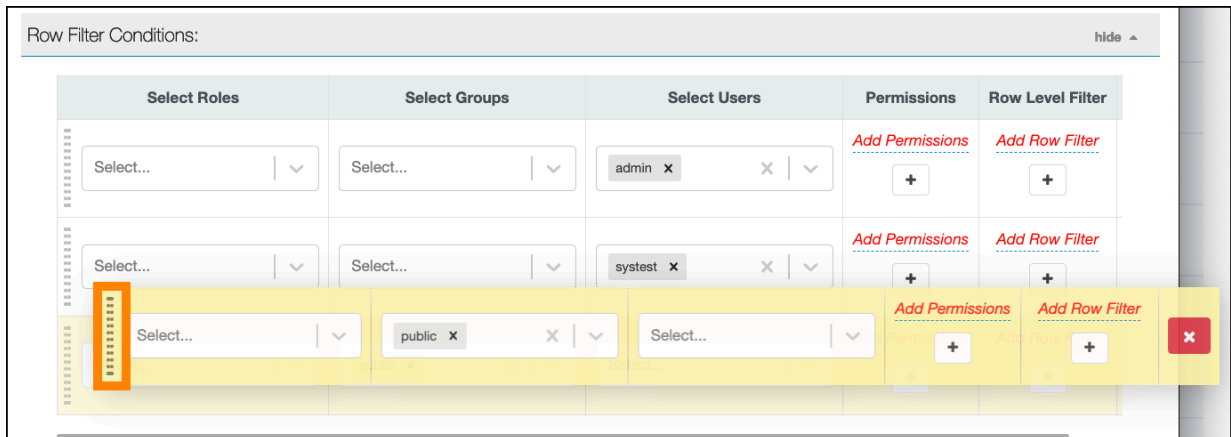 Row Filter Conditions: hide
Select Roles Select Groups Select Users Permissions Row Level Filter
Add Permissions Add Row Filter
Select... Select... admin
Add Permissions Add Row Filter
Select... Select... systest
Add Permissions Add Row Filter
Select... public Select...